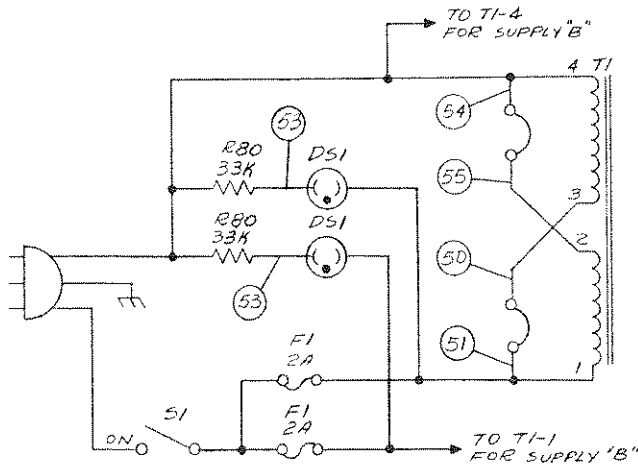 TO T1-4
FOR SUPPLY "B"
4 T1
54
53
R80
33K
DS1
55
3
R80
33K
DS1
2
50
53
F1
2A
51
1
S1
ON
F1
2A
TO T1-1
FOR SUPPLY "B"